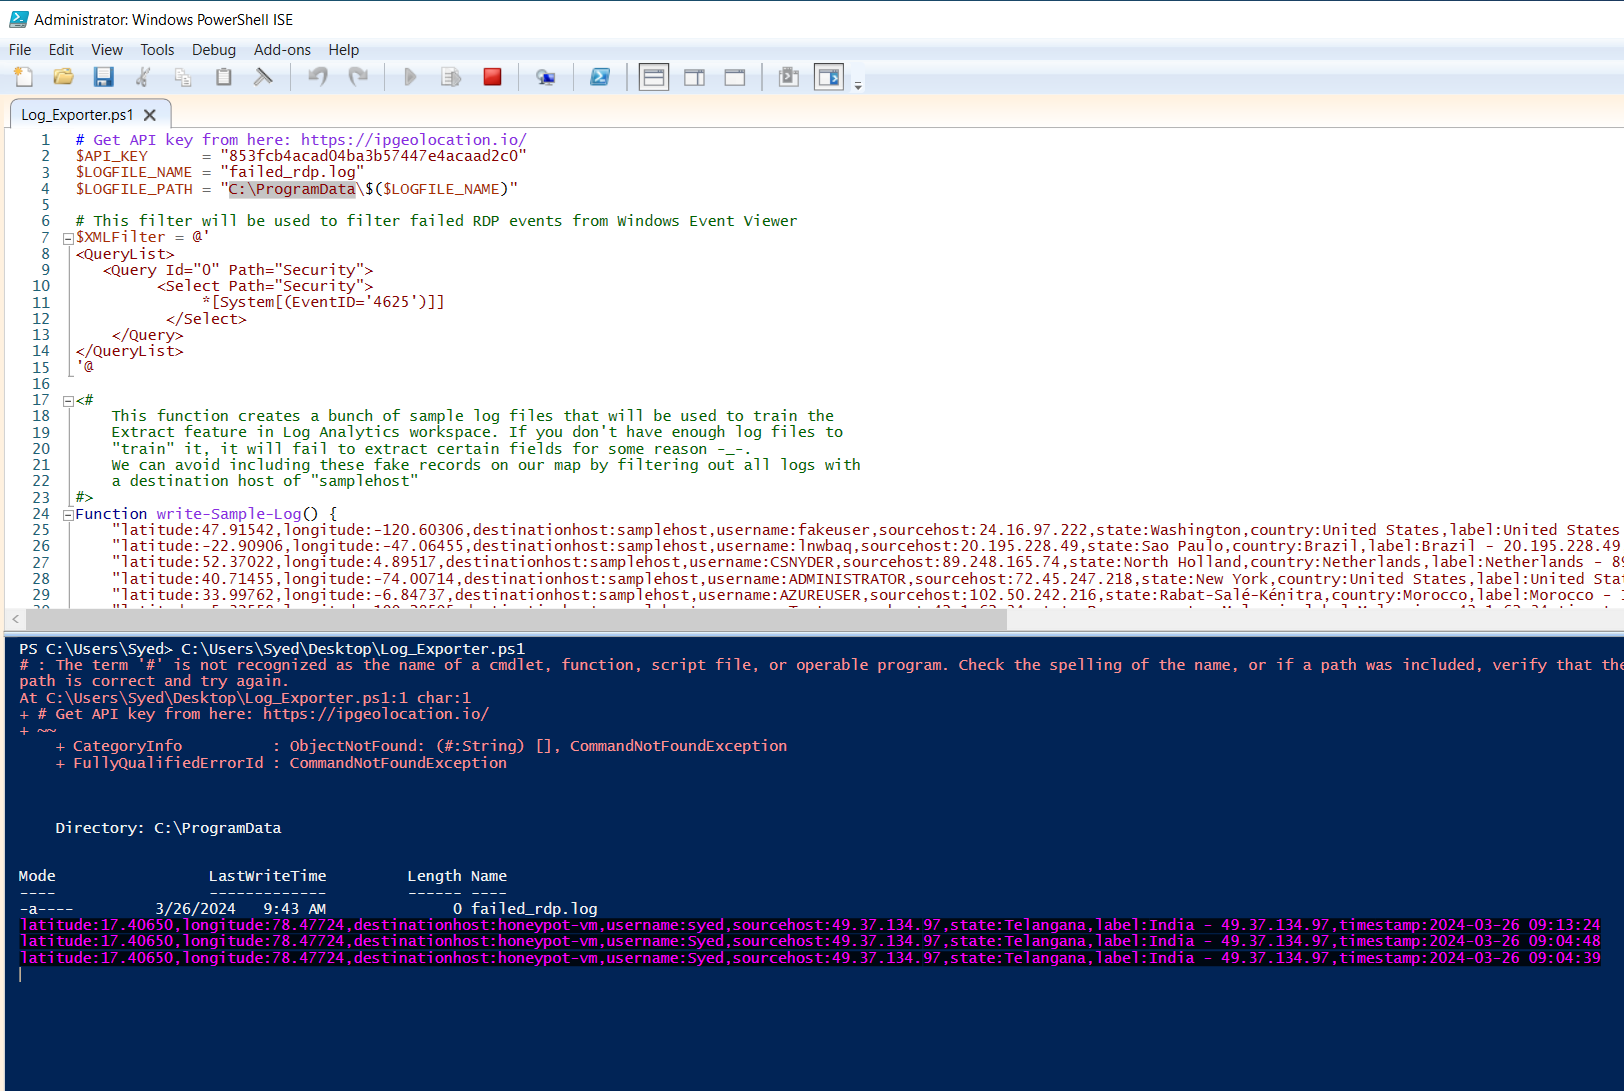 Administrator: Windows PowerShell ISE
File Edit View Tools Debug Add-ons Help
Log_Exporter.ps1
1 # Get API key from here: https://ipgeolocation.io/
2 $API_KEY      = "853fcb4acad04ba3b57447e4acaad2c0"
3 $LOGFILE_NAME = "failed_rdp.log"
4 $LOGFILE_PATH = "C:\ProgramData\$($LOGFILE_NAME)"
5
6 # This filter will be used to filter failed RDP events from Windows Event Viewer
7 $XMLFilter = @'
8 <QueryList>
9    <Query Id="0" Path="Security">
10          <Select Path="Security">
11               *[System[(EventID='4625')]]
12           </Select>
13     </Query>
14 </QueryList>
15 '@
16
17 <#
18     This function creates a bunch of sample log files that will be used to train the
19     Extract feature in Log Analytics workspace. If you don't have enough log files to
20     "train" it, it will fail to extract certain fields for some reason -_-.
21     We can avoid including these fake records on our map by filtering out all logs with
22     a destination host of "samplehost"
23 #>
24 Function write-Sample-Log() {
25     "latitude:47.91542,longitude:-120.60306,destinationhost:samplehost,username:fakeuser,sourcehost:24.16.97.222,state:Washington,country:United States,label:United States
26     "latitude:-22.90906,longitude:-47.06455,destinationhost:samplehost,username:lnwbaq,sourcehost:20.195.228.49,state:Sao Paulo,country:Brazil,label:Brazil - 20.195.228.49
27     "latitude:52.37022,longitude:4.89517,destinationhost:samplehost,username:CSNYDER,sourcehost:89.248.165.74,state:North Holland,country:Netherlands,label:Netherlands -
28     "latitude:40.71455,longitude:-74.00714,destinationhost:samplehost,username:ADMINISTRATOR,sourcehost:72.45.247.218,state:New York,country:United States,label:United
29     "latitude:33.99762,longitude:-6.84737,destinationhost:samplehost,username:AZUREUSER,sourcehost:102.50.242.216,state:Rabat-Salé-Kénitra,country:Morocco,label:Morocco -
PS C:\Users\Syed> C:\Users\Syed\Desktop\Log_Exporter.ps1
# : The term '#' is not recognized as the name of a cmdlet, function, script file, or operable program. Check the spelling of the name, or if a path was included, verify that the
path is correct and try again.
At C:\Users\Syed\Desktop\Log_Exporter.ps1:1 char:1
+ # Get API key from here: https://ipgeolocation.io/
+ ~~
    + CategoryInfo          : ObjectNotFound: (#:String) [], CommandNotFoundException
    + FullyQualifiedErrorId : CommandNotFoundException
    Directory: C:\ProgramData
Mode                 LastWriteTime         Length Name
----                 -------------         ------ ----
-a----         3/26/2024   9:43 AM              0 failed_rdp.log
latitude:17.40650,longitude:78.47724,destinationhost:honeypot-vm,username:syed,sourcehost:49.37.134.97,state:Telangana,label:India - 49.37.134.97,timestamp:2024-03-26 09:13:24
latitude:17.40650,longitude:78.47724,destinationhost:honeypot-vm,username:Syed,sourcehost:49.37.134.97,state:Telangana,label:India - 49.37.134.97,timestamp:2024-03-26 09:04:48
latitude:17.40650,longitude:78.47724,destinationhost:honeypot-vm,username:Syed,sourcehost:49.37.134.97,state:Telangana,label:India - 49.37.134.97,timestamp:2024-03-26 09:04:39